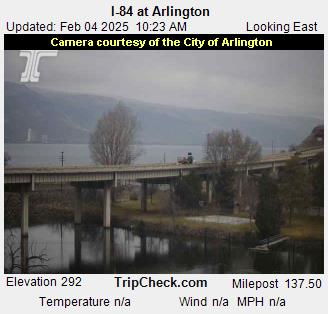 I-84 at Arlington
Updated: Feb 04 2025 10:23 AM Looking East
Camera courtesy of the City of Arlington
Elevation 292 TripCheck.com Milepost 137.50
Temperature n/a Wind n/a MPH n/a